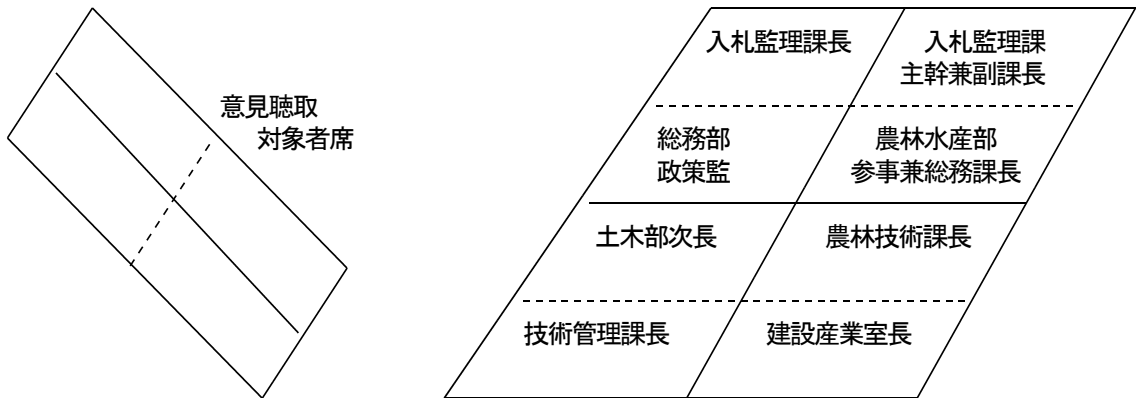 意見聴取
対象者席
入札監理課長
入札監理課
主幹兼副課長
総務部
政策監
農林水産部
参事兼総務課長
土木部次長
農林技術課長
技術管理課長
建設産業室長